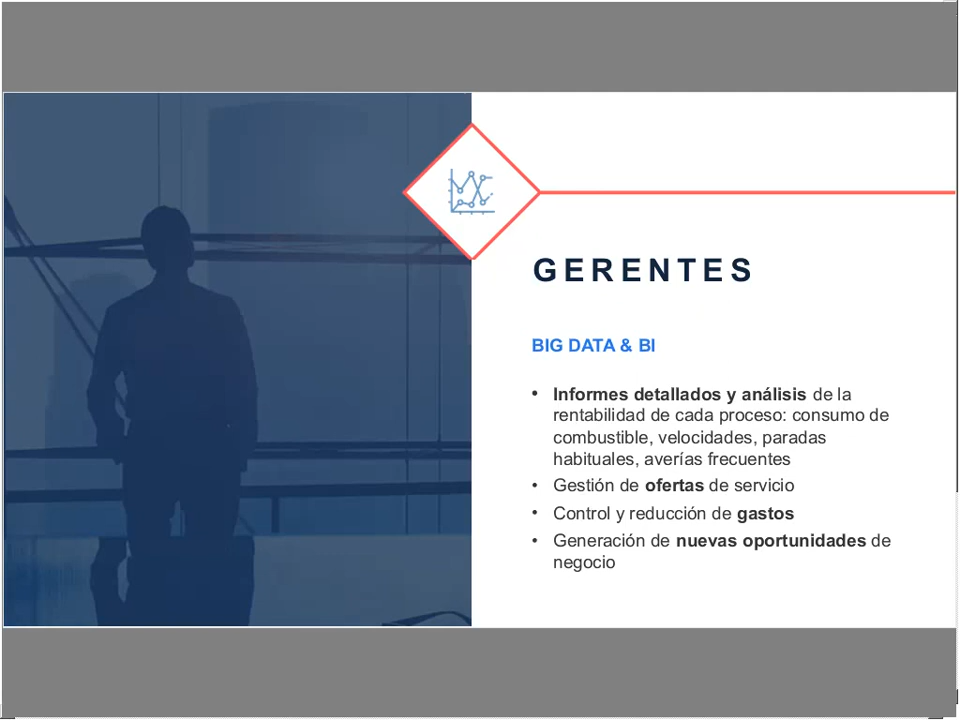 GERENTES
BIG DATA & BI
• Informes detallados y análisis de la
rentabilidad de cada proceso: consumo de
combustible, velocidades, paradas
habituales, averías frecuentes
• Gestión de ofertas de servicio
• Control y reducción de gastos
• Generación de nuevas oportunidades de
negocio